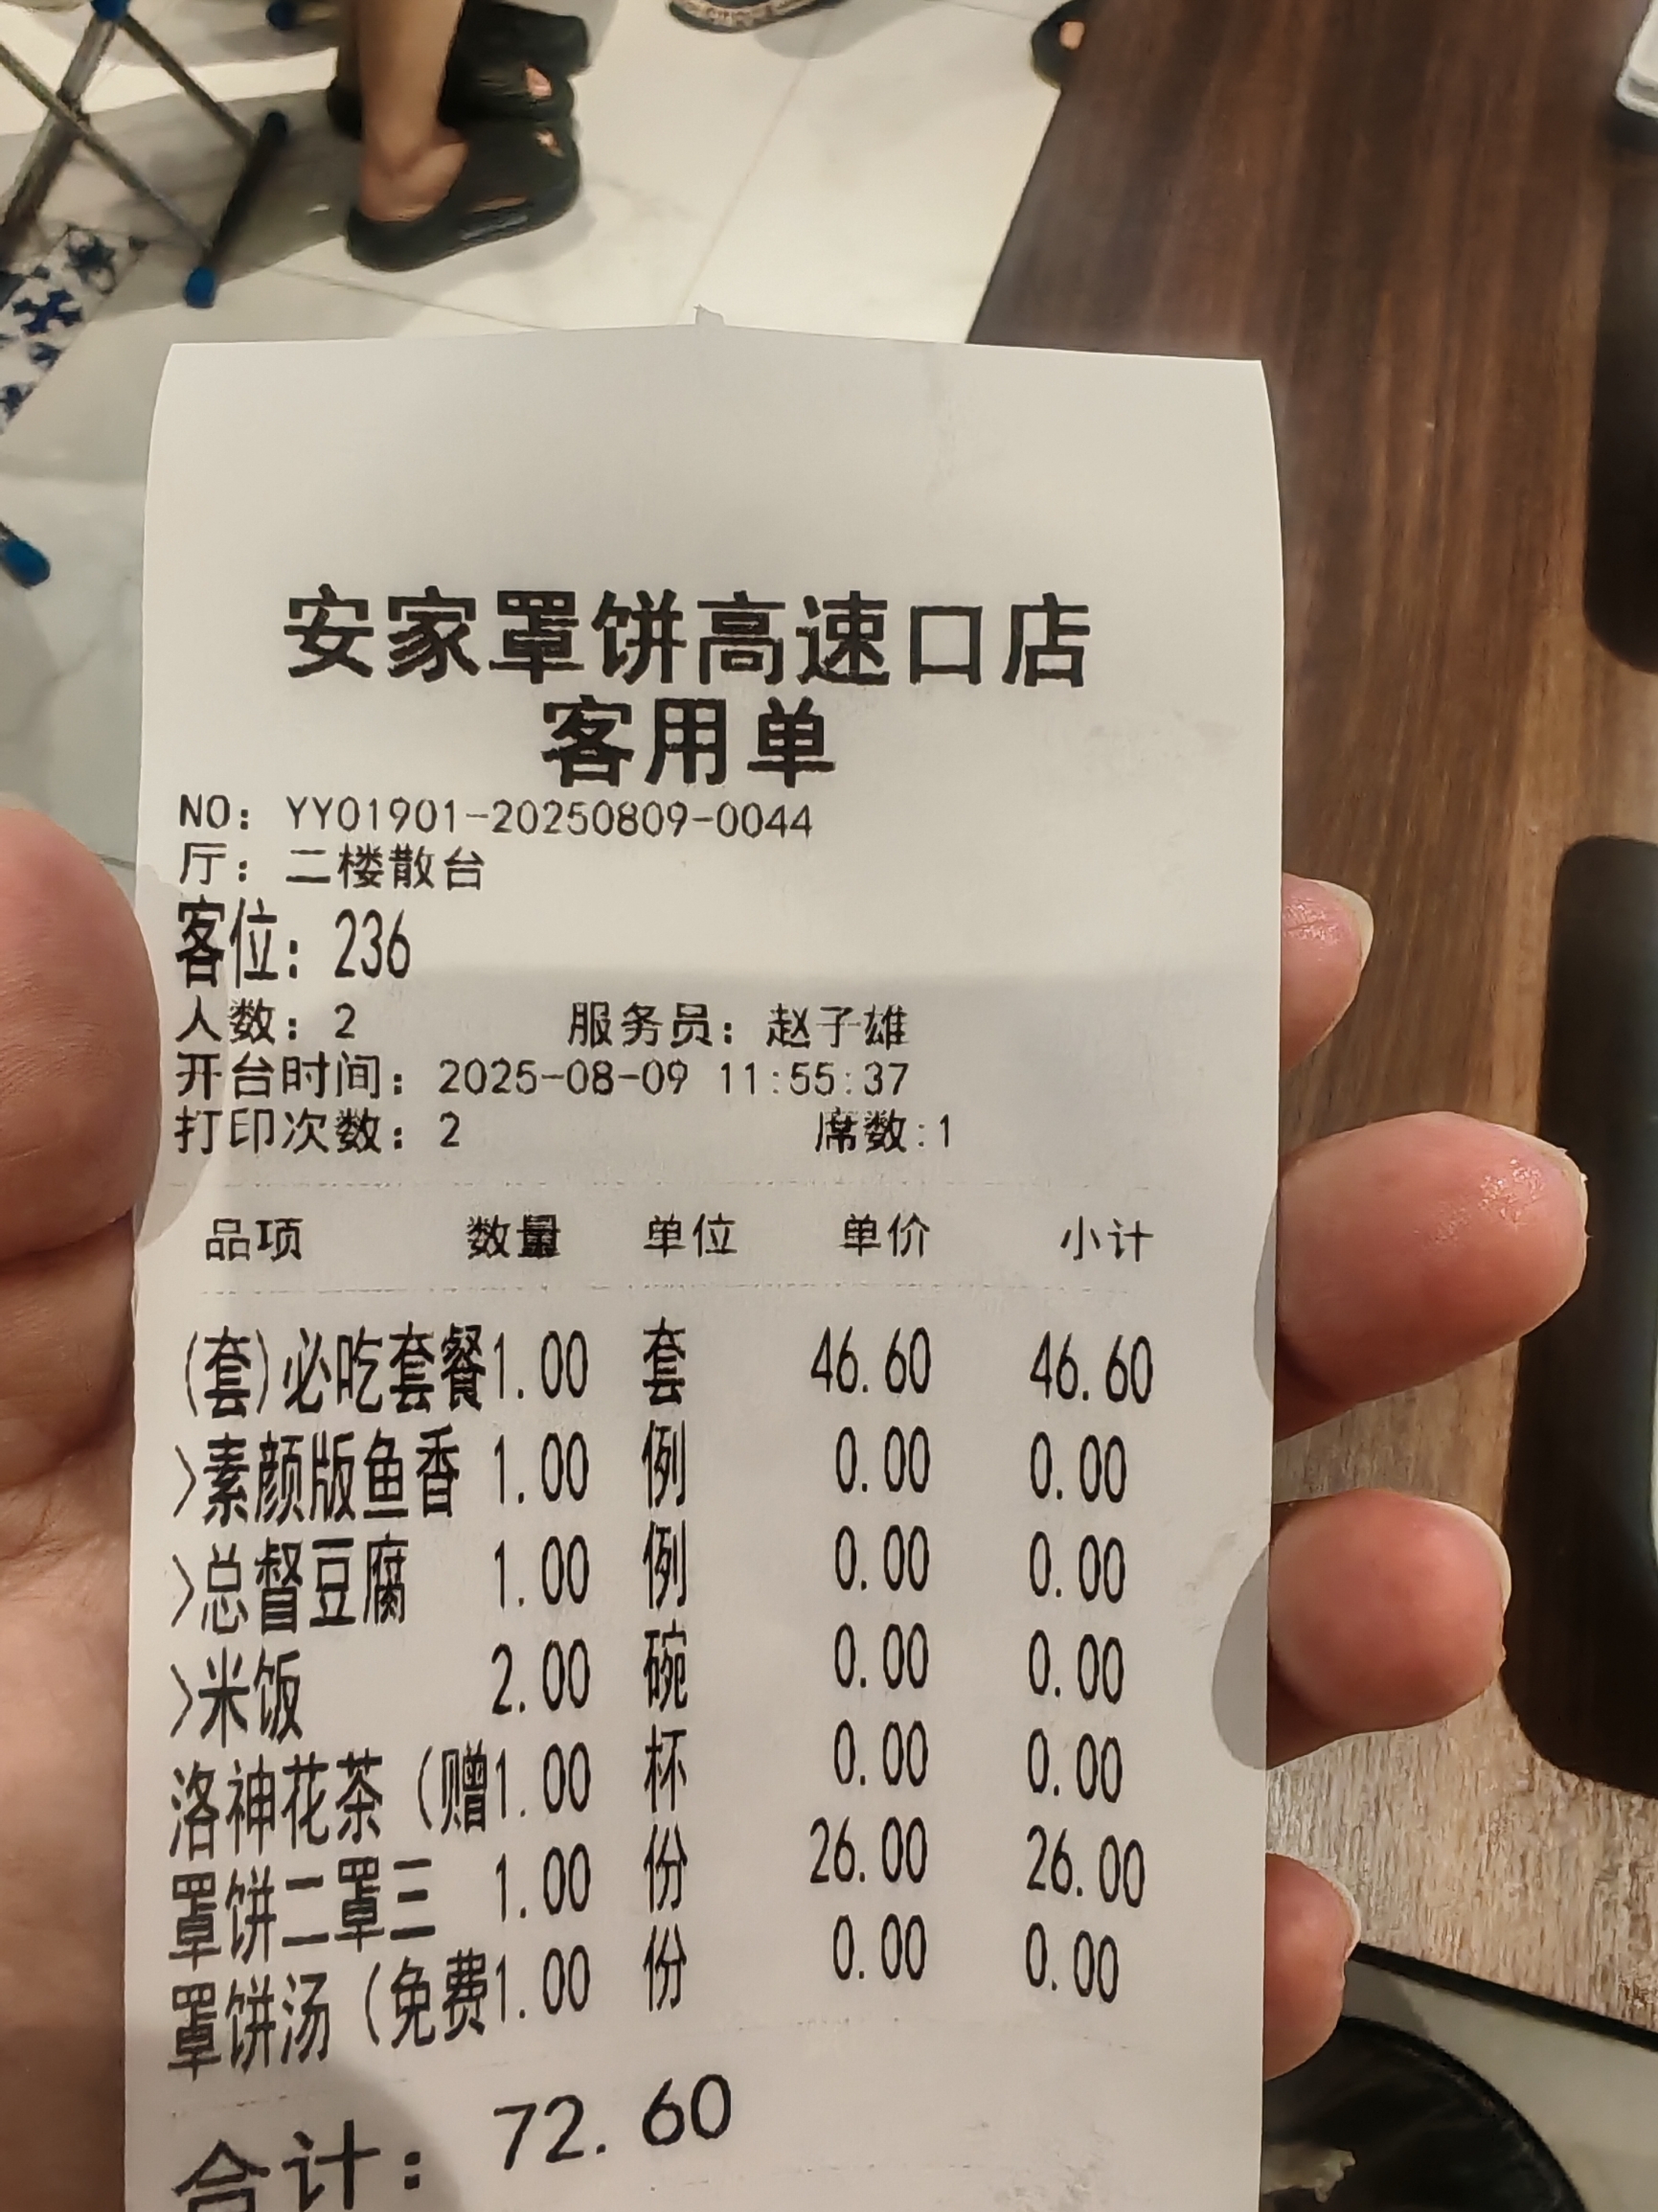 安家罩饼高速口店
客用单
NO: YY01901-20250809-0044
厅: 二楼散台
客位: 236
人数: 2 服务员: 赵子雄
开台时间: 2025-08-09 11:55:37
打印次数: 2 席数:1
品项 数量 单位 单价 小计
(套)必吃套餐1.00 套 46.60 46.60
>素颜版鱼香 1.00 例 0.00 0.00
>总督豆腐 1.00 例 0.00 0.00
>米饭 2.00 碗 0.00 0.00
洛神花茶（赠1.00 杯 0.00 0.00
罩饼二罩三 1.00 份 26.00 26.00
罩饼汤（免费1.00 份 0.00 0.00
合计: 72.60